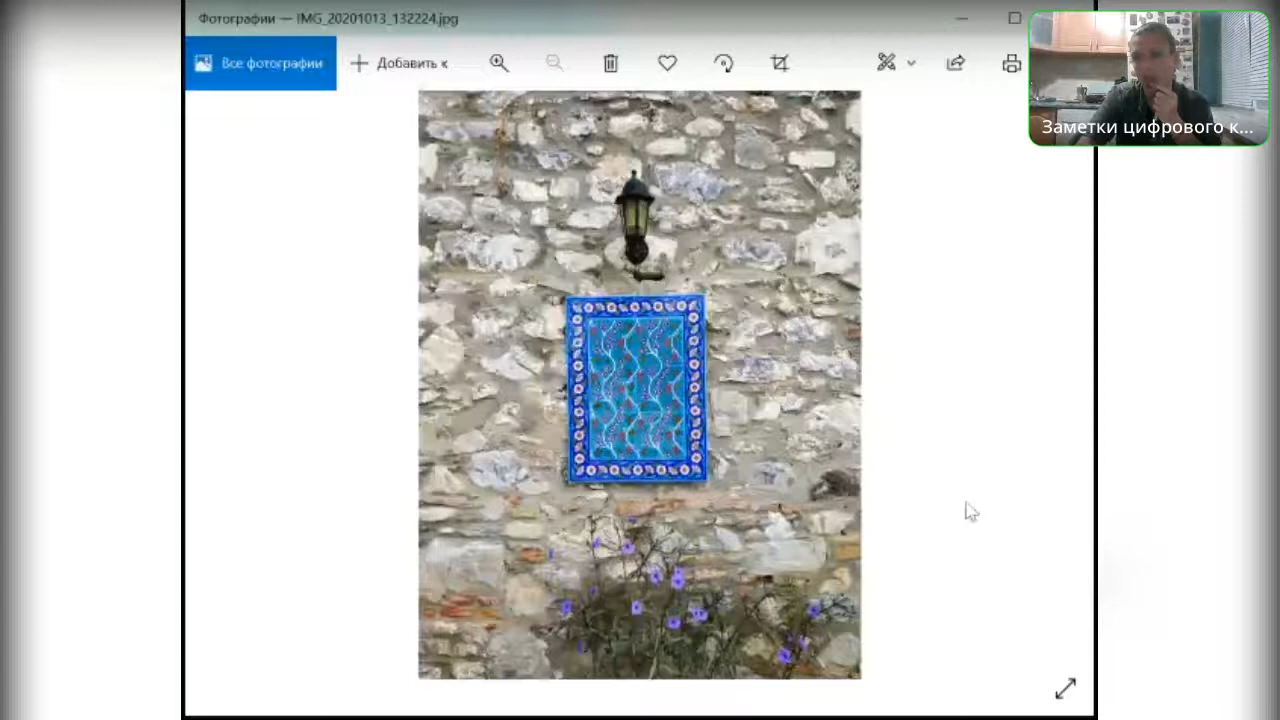 Фотографии — IMG_20201013_132224.jpg
Все фотографии
Добавить к
Заметки цифрового к...